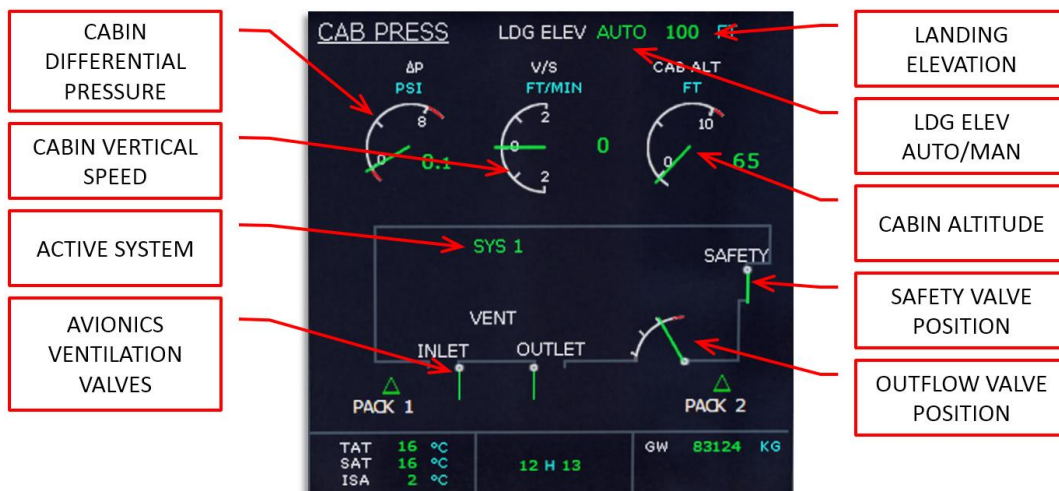 CABIN
DIFFERENTIAL
PRESSURE
CABIN VERTICAL
SPEED
ACTIVE SYSTEM
AVIONICS
VENTILATION
VALVES
CAB PRESS LDG ELEV AUTO 100 FT
ΔP V/S CAB ALT
PSI FT/MIN FT
8 2 10
0 0.1 0 0 0 65
2
SYS 1
SAFETY
VENT
INLET OUTLET
PACK 1 PACK 2
TAT 16 °C GW 83124 KG
SAT 16 °C 12 H 13
ISA 2 °C
LANDING
ELEVATION
LDG ELEV
AUTO/MAN
CABIN ALTITUDE
SAFETY VALVE
POSITION
OUTFLOW VALVE
POSITION